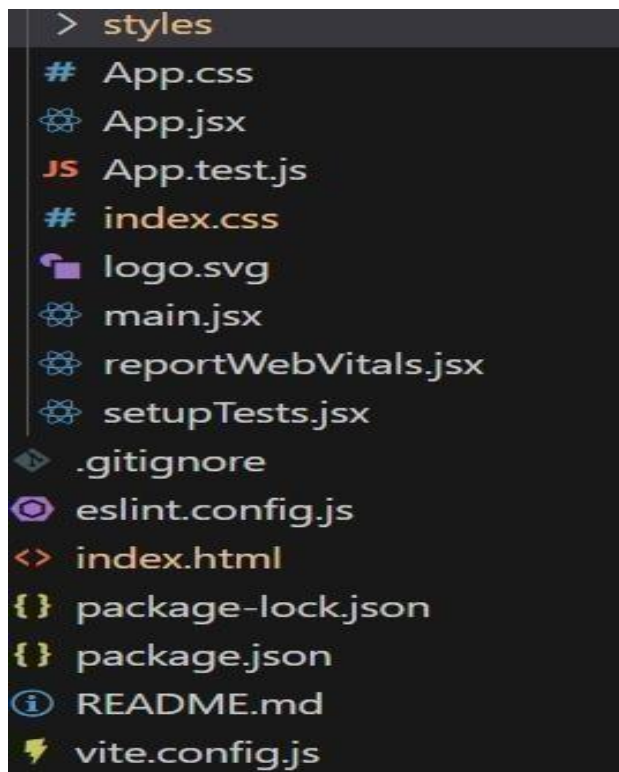 styles
App.css
App.jsx
JS App.test.js
index.css
logo.svg
main.jsx
reportWebVitals.jsx
setupTests.jsx
.gitignore
eslint.config.js
index.html
package-lock.json
package.json
README.md
vite.config.js